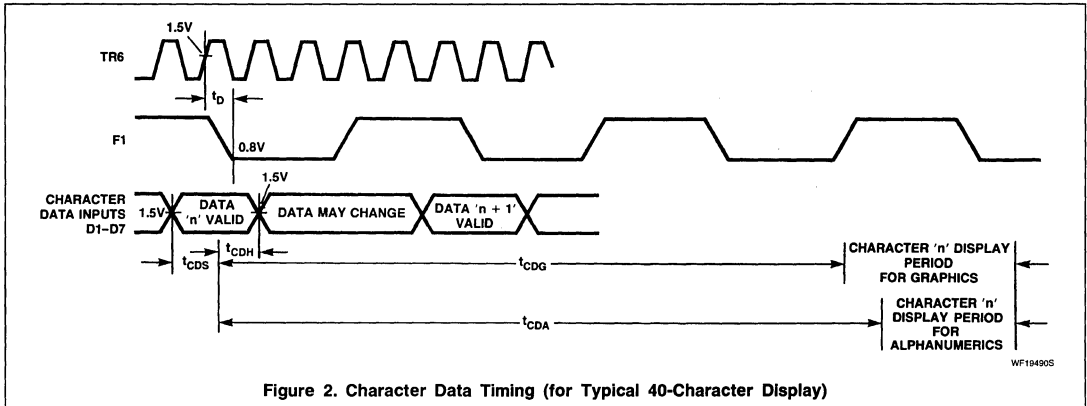 1.5V
TR6
tD
F1
0.8V
1.5V
CHARACTER
DATA INPUTS
D1–D7
1.5V
DATA
'n' VALID
DATA MAY CHANGE
DATA 'n + 1'
VALID
tCDS
tCDH
tCDG
CHARACTER 'n' DISPLAY
PERIOD
FOR GRAPHICS
tCDA
CHARACTER 'n'
DISPLAY PERIOD
FOR
ALPHANUMERICS
WF19490S
Figure 2. Character Data Timing (for Typical 40-Character Display)